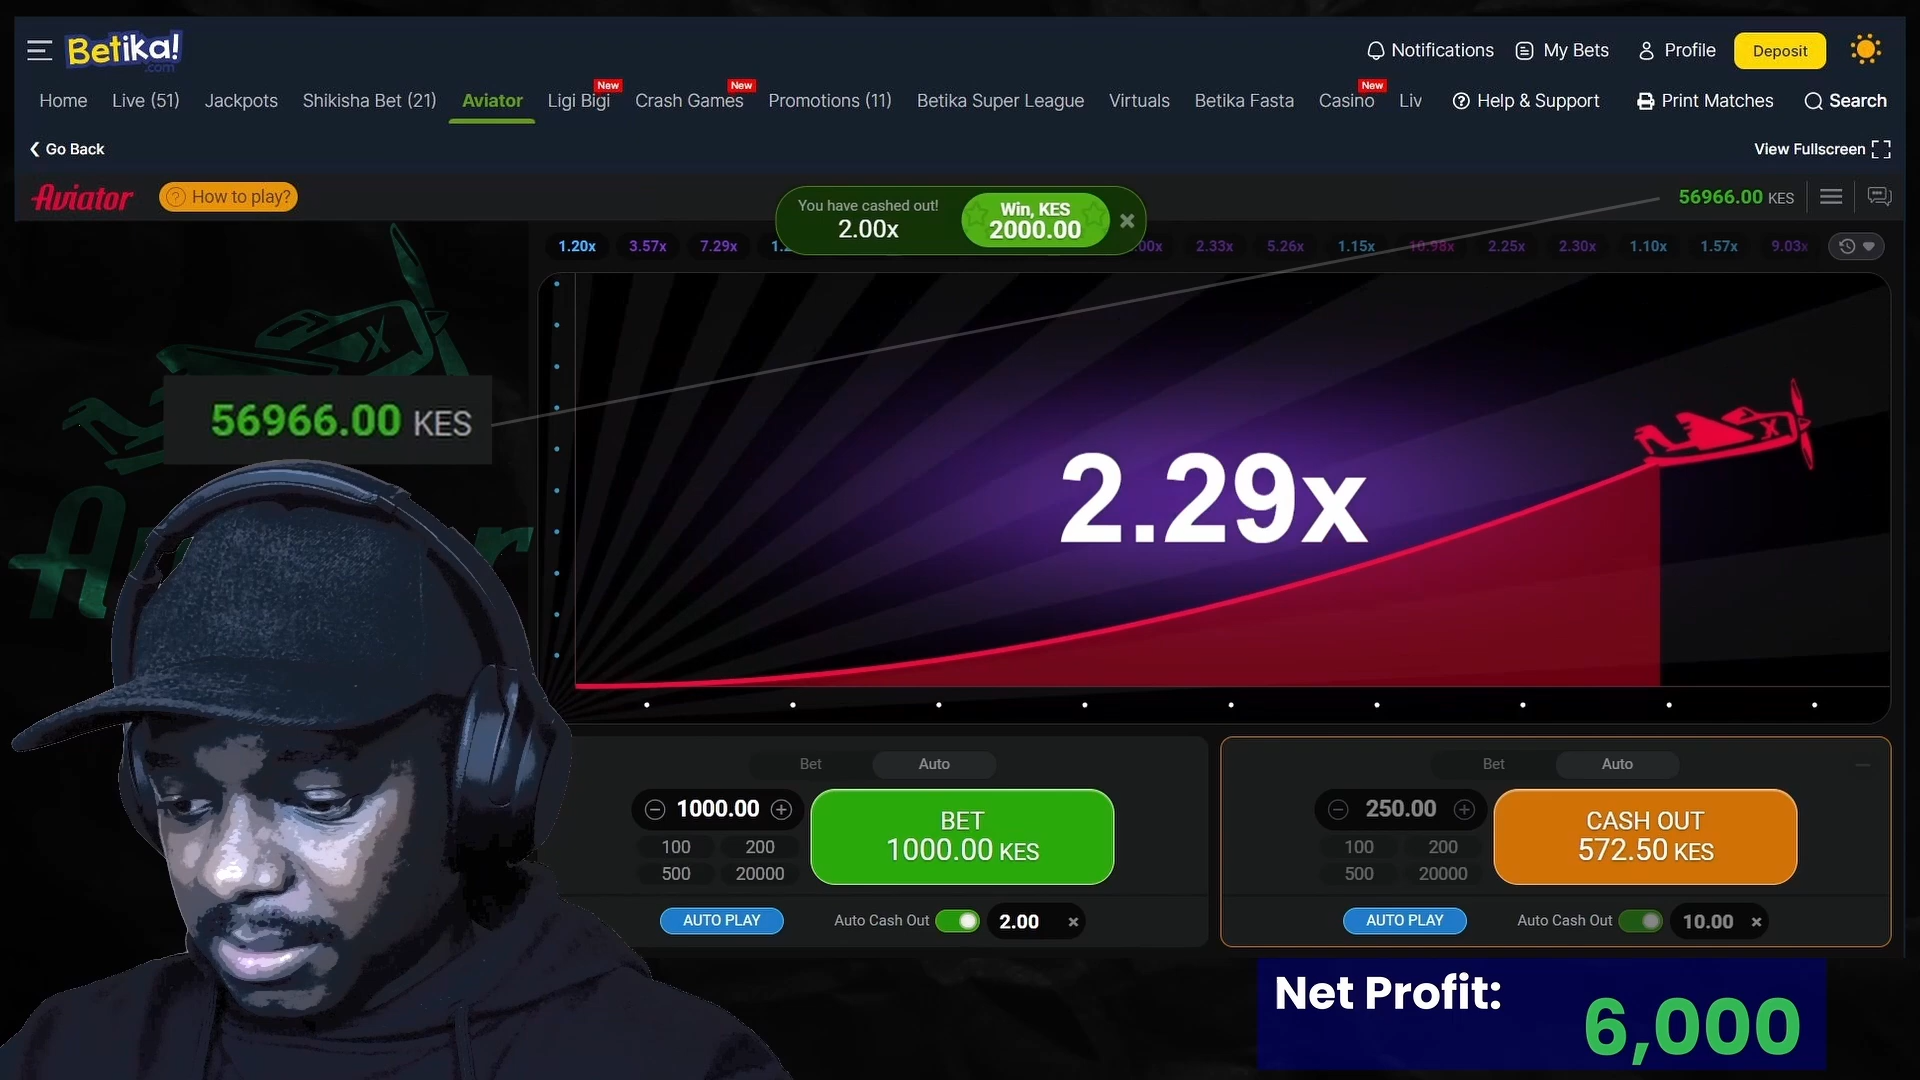 Betika!
.com
Notifications
My Bets
Profile
Deposit
Home
Live (51)
Jackpots
Shikisha Bet (21)
Aviator
Ligi Bigi
New
Crash Games
New
Promotions (11)
Betika Super League
Virtuals
Betika Fasta
Casino
New
Liv
Help & Support
Print Matches
Search
Go Back
View Fullscreen
Aviator
? How to play?
You have cashed out!
2.00x
Win, KES
2000.00
56966.00 KES
1.20x 3.57x 7.29x
2.33x 5.26x 1.15x 10.98x 2.25x 2.30x 1.10x 1.57x 9.03x
56966.00 KES
2.29x
X
X
Bet Auto
1000.00
100 200
500 20000
BET
1000.00 KES
AUTO PLAY
Auto Cash Out
2.00
Bet Auto
250.00
100 200
500 20000
CASH OUT
572.50 KES
AUTO PLAY
Auto Cash Out
10.00
Net Profit:
6,000